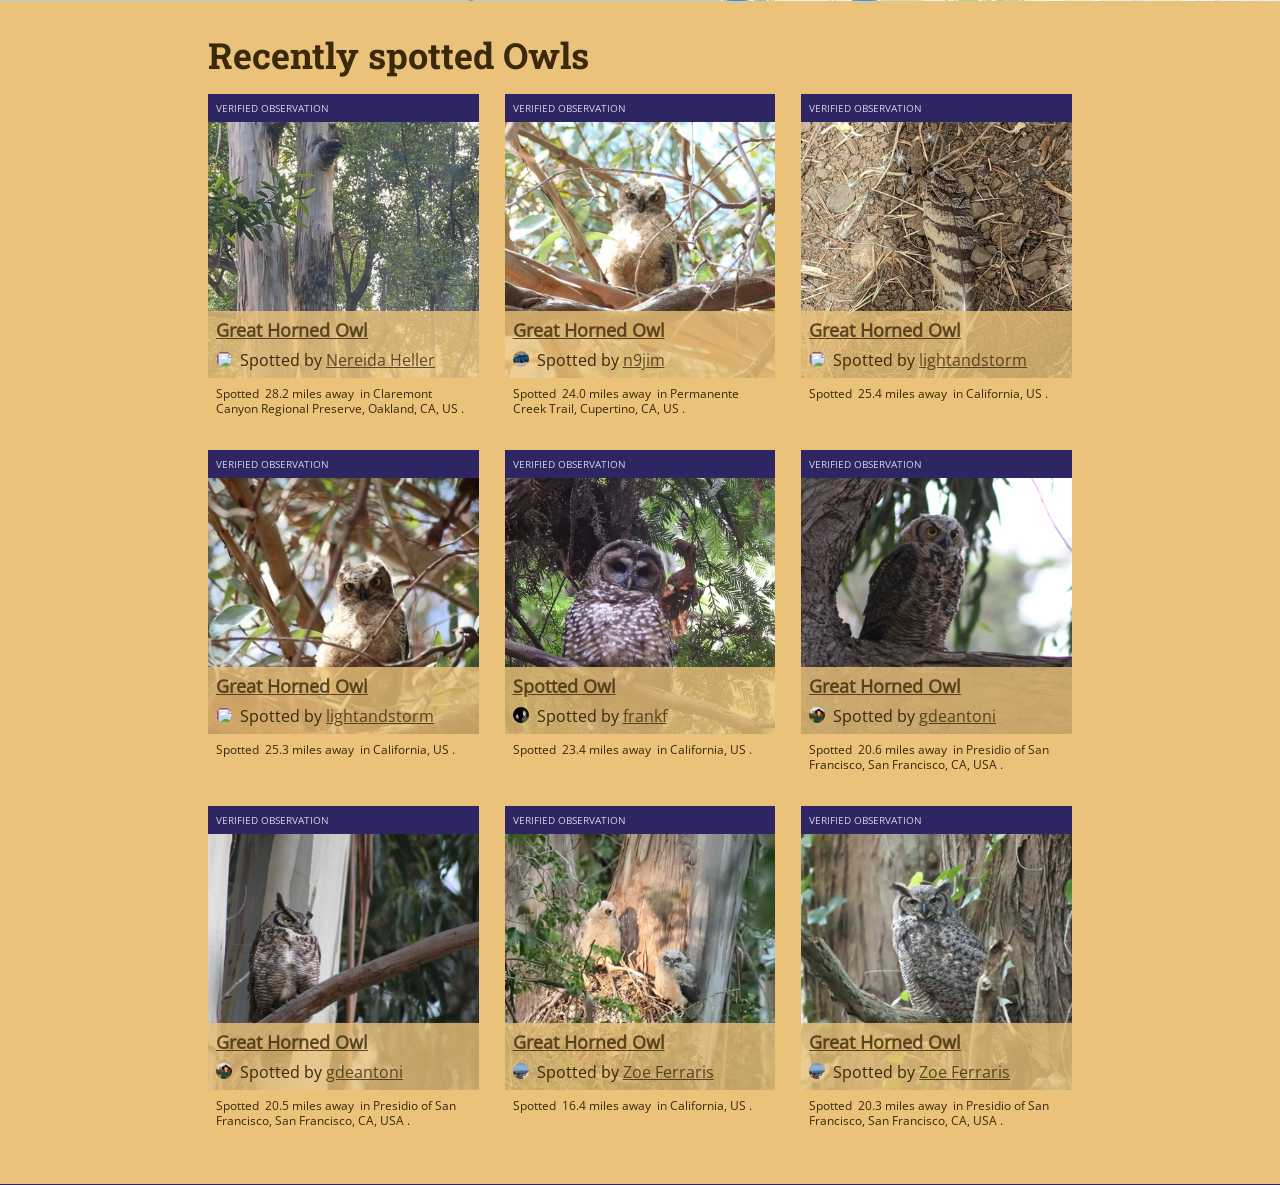 Recently spotted Owls
VERIFIED OBSERVATION
Great Horned Owl
Spotted by Nereida Heller
Spotted 28.2 miles away in Claremont
Canyon Regional Preserve, Oakland, CA, US .
VERIFIED OBSERVATION
Great Horned Owl
Spotted by n9jim
Spotted 24.0 miles away in Permanente
Creek Trail, Cupertino, CA, US .
VERIFIED OBSERVATION
Great Horned Owl
Spotted by lightandstorm
Spotted 25.4 miles away in California, US .
VERIFIED OBSERVATION
Great Horned Owl
Spotted by lightandstorm
Spotted 25.3 miles away in California, US .
VERIFIED OBSERVATION
Spotted Owl
Spotted by frankf
Spotted 23.4 miles away in California, US .
VERIFIED OBSERVATION
Great Horned Owl
Spotted by gdeantoni
Spotted 20.6 miles away in Presidio of San
Francisco, San Francisco, CA, USA .
VERIFIED OBSERVATION
Great Horned Owl
Spotted by gdeantoni
Spotted 20.5 miles away in Presidio of San
Francisco, San Francisco, CA, USA .
VERIFIED OBSERVATION
Great Horned Owl
Spotted by Zoe Ferraris
Spotted 16.4 miles away in California, US .
VERIFIED OBSERVATION
Great Horned Owl
Spotted by Zoe Ferraris
Spotted 20.3 miles away in Presidio of San
Francisco, San Francisco, CA, USA .